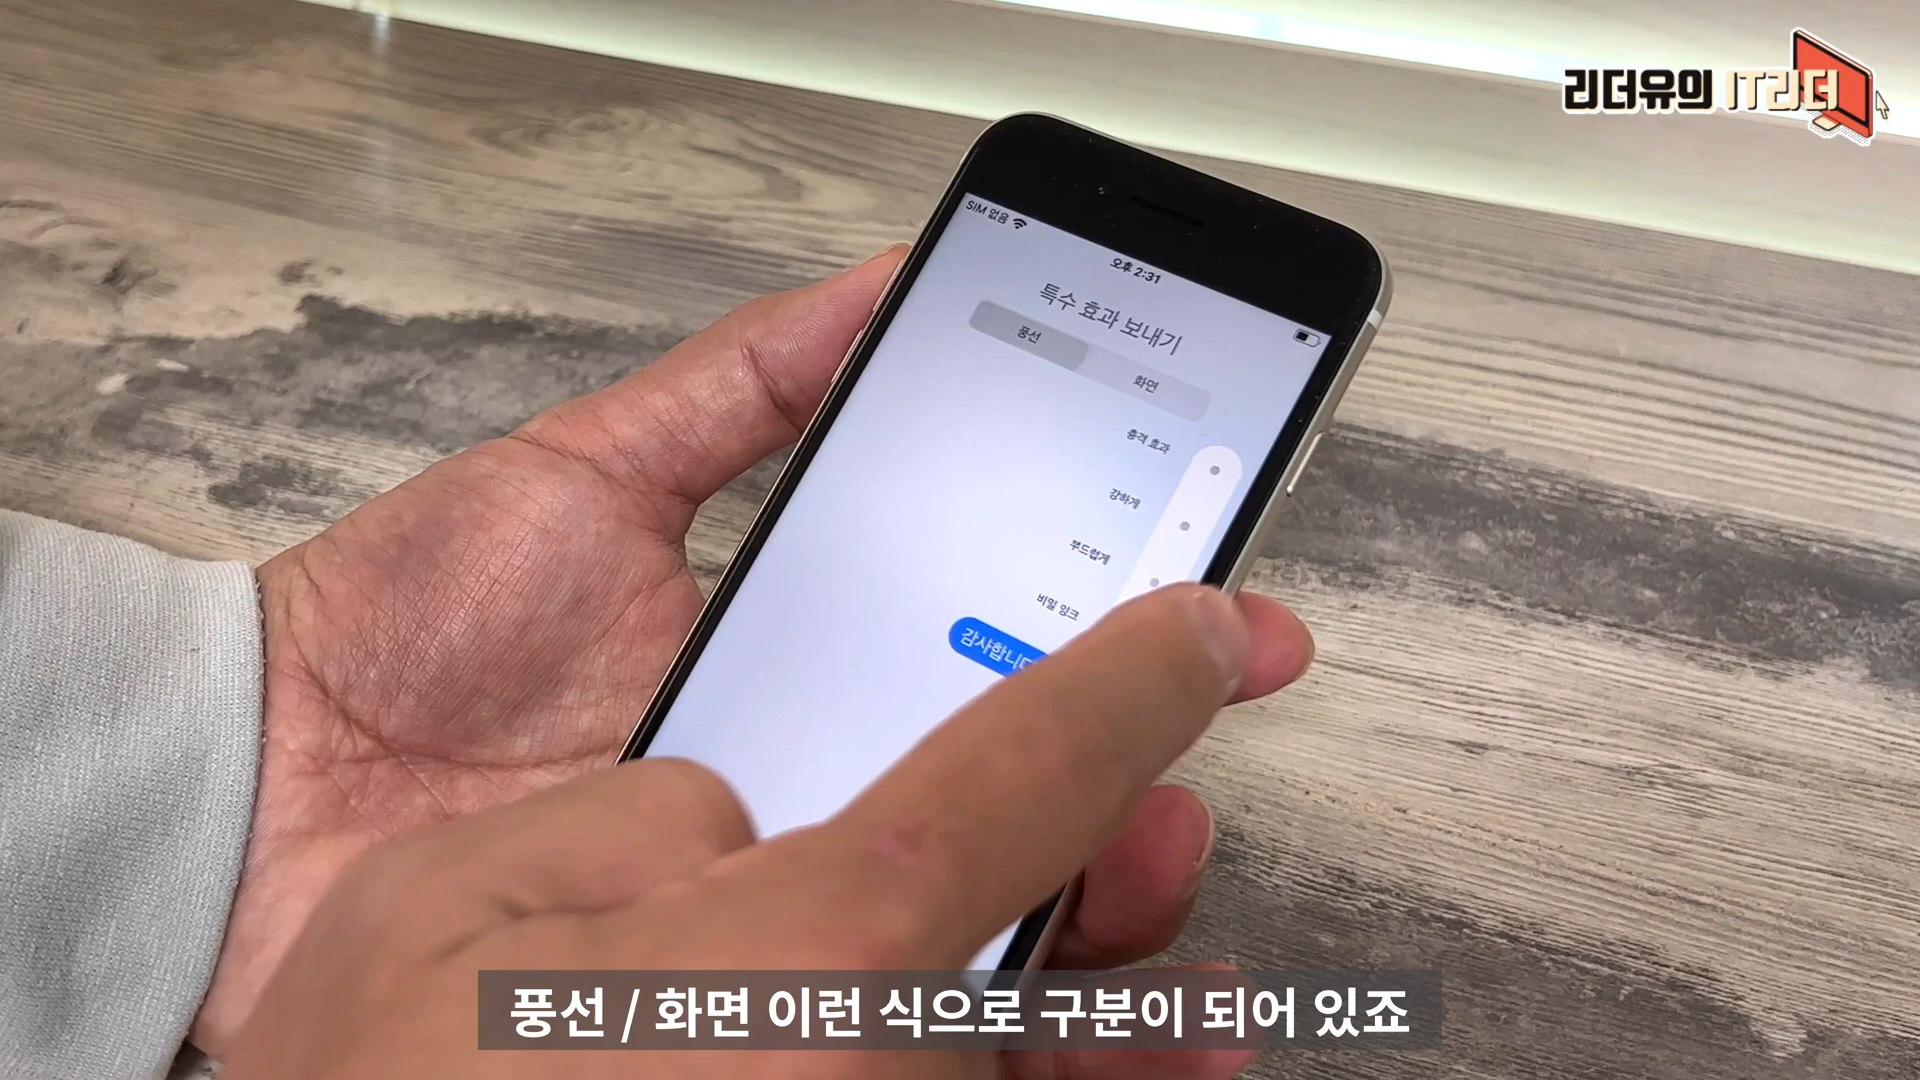 리더유의 IT리더
SIM 없음
오후 2:31
특수 효과 보내기
풍선
화면
충격 효과
강하게
부드럽게
비밀 잉크
감사합니다
풍선 / 화면 이런 식으로 구분이 되어 있죠